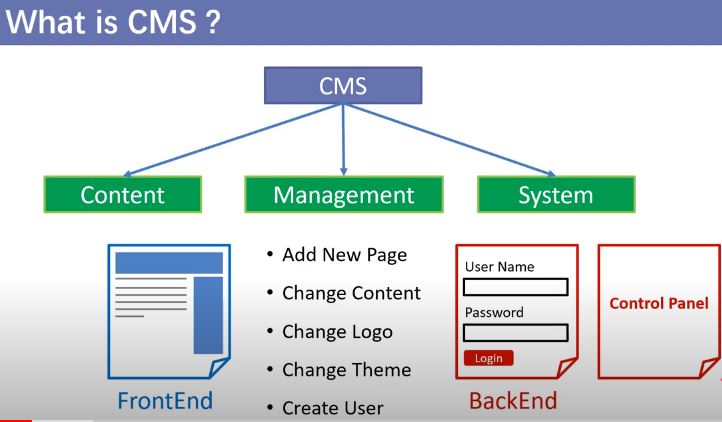 What is CMS ?
CMS
Content
Management
System
FrontEnd
• Add New Page
• Change Content
• Change Logo
• Change Theme
• Create User
User Name
Password
Login
BackEnd
Control Panel